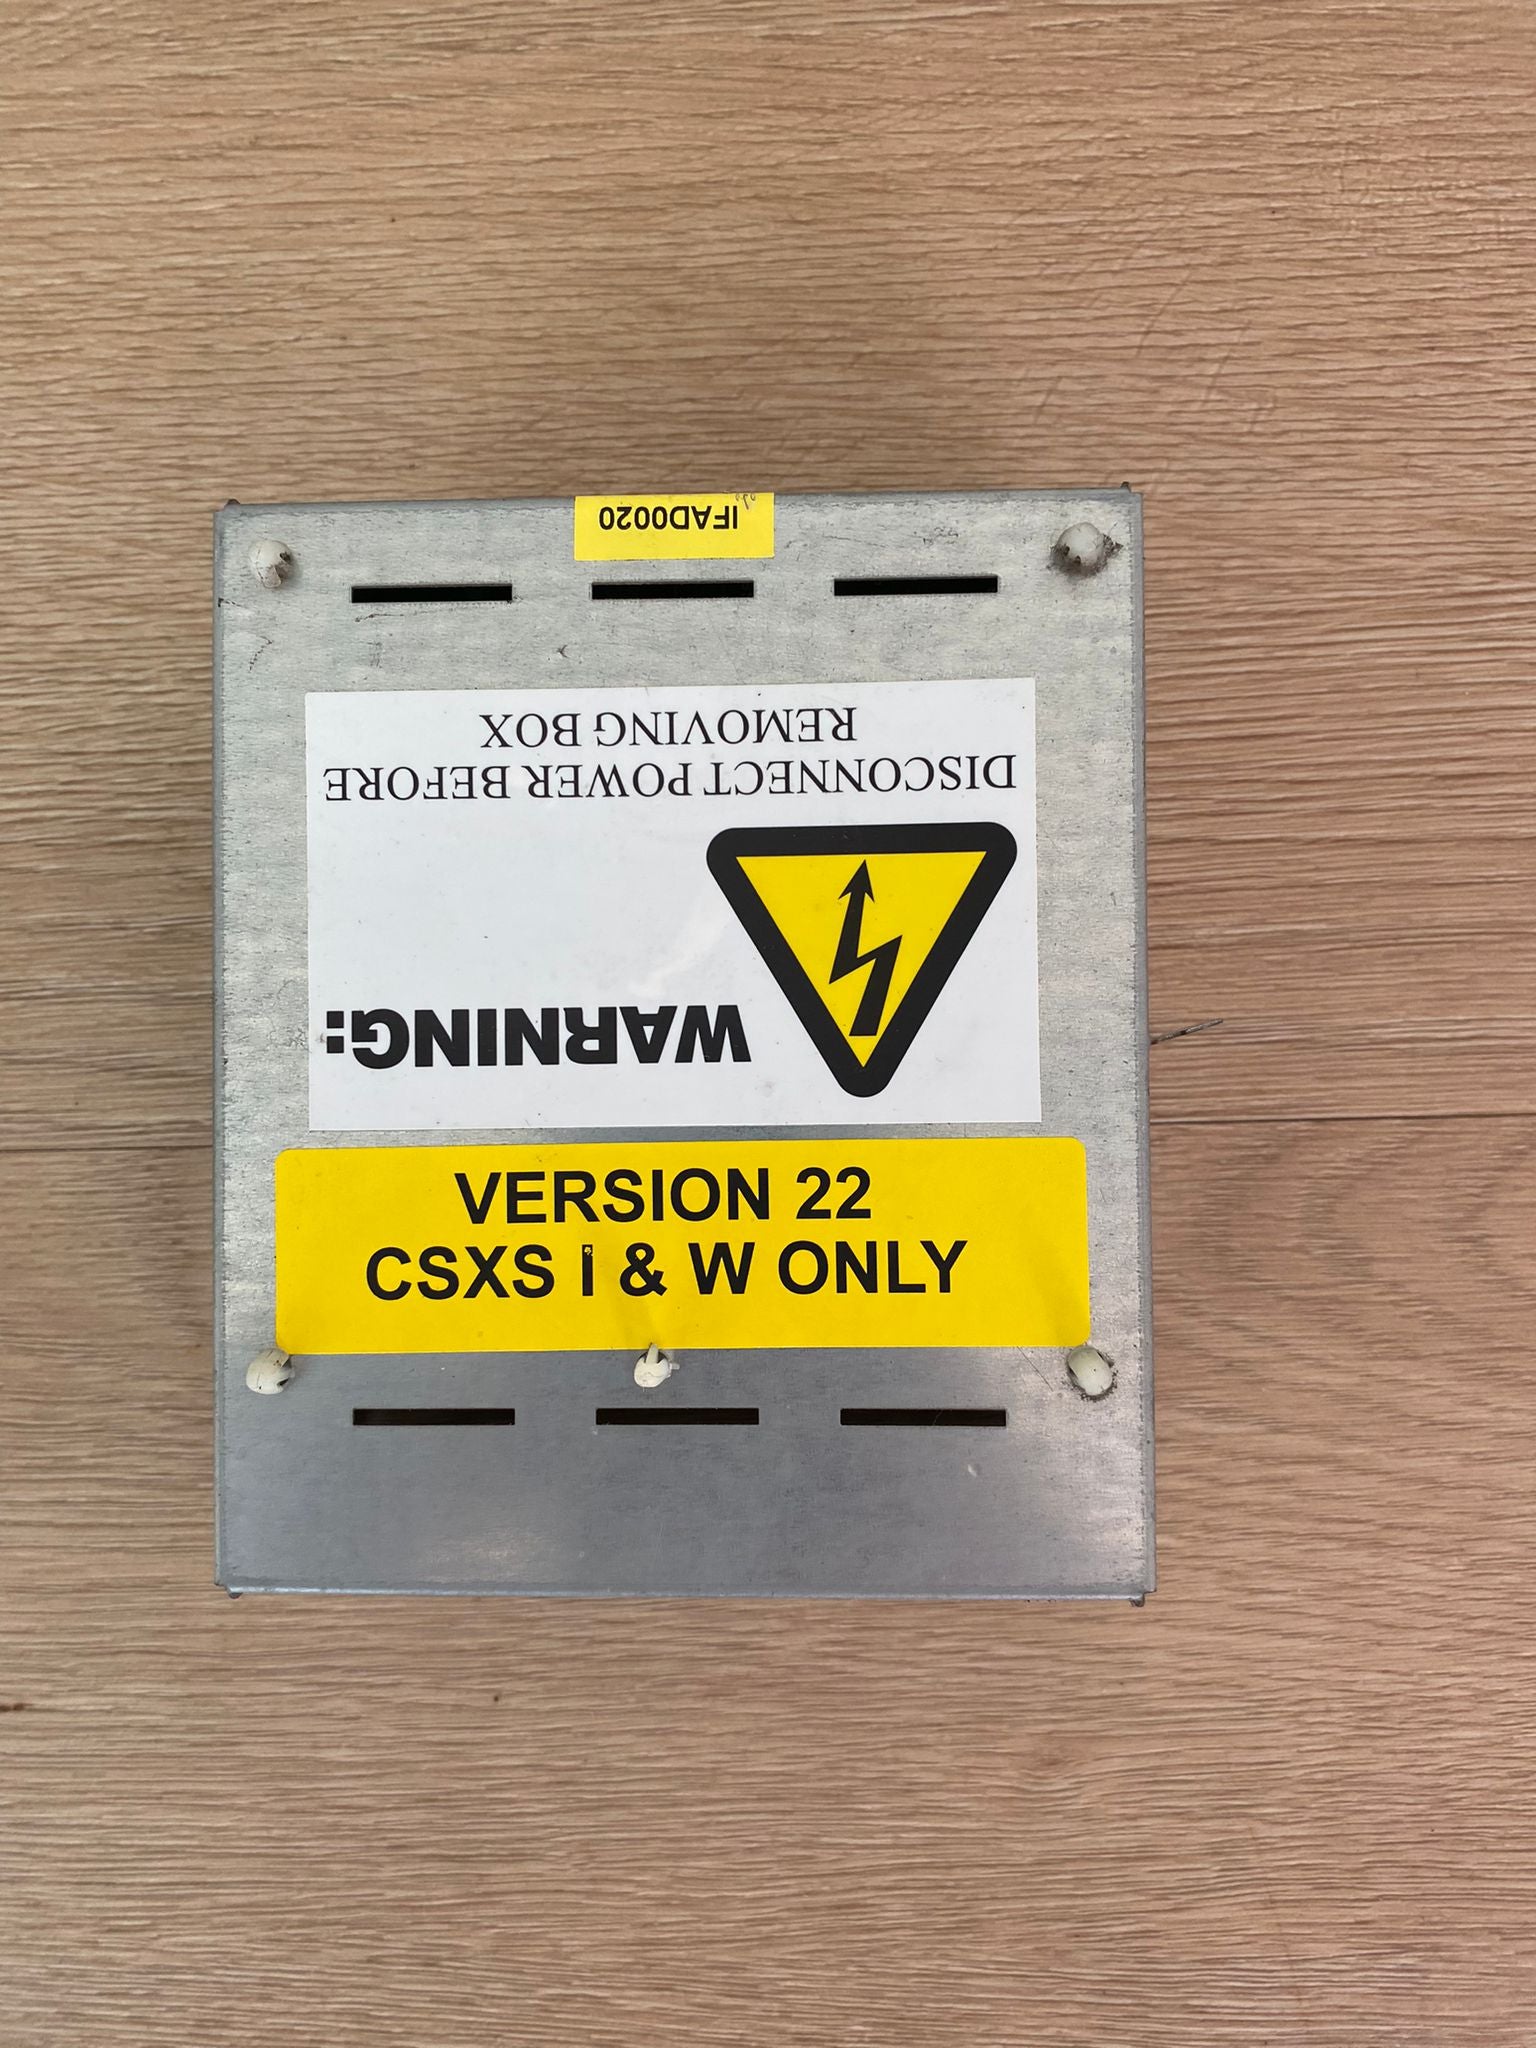 IFAD0020
WARNING:
DISCONNECT POWER BEFORE
REMOVING BOX
VERSION 22
CSXS I & W ONLY